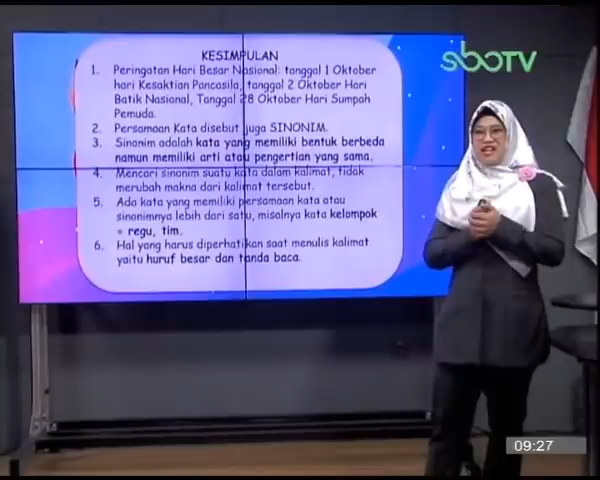 sboTV
KESIMPULAN
1. Peringatan Hari Besar Nasional: tanggal 1 Oktober
hari Kesaktian Pancasila, tanggal 2 Oktober Hari
Batik Nasional, Tanggal 28 Oktober Hari Sumpah
Pemuda.
2. Persamaan Kata disebut juga SINONIM.
3. Sinonim adalah kata yang memiliki bentuk berbeda
namun memiliki arti atau pengertian yang sama.
4. Mencari sinonim suatu kata dalam kalimat, tidak
merubah makna dari kalimat tersebut.
5. Ada kata yang memiliki persamaan kata atau
sinonimnya lebih dari satu, misalnya kata kelompok
= regu, tim.
6. Hal yang harus diperhatikan saat menulis kalimat
yaitu huruf besar dan tanda baca.
09:27